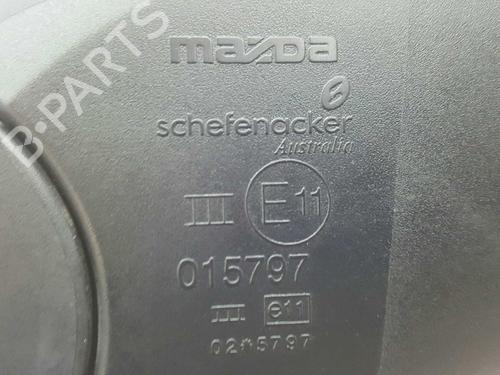 B-PARTS
mazda
schefenacker
Australia
III E11
015797
III e11
02*5797